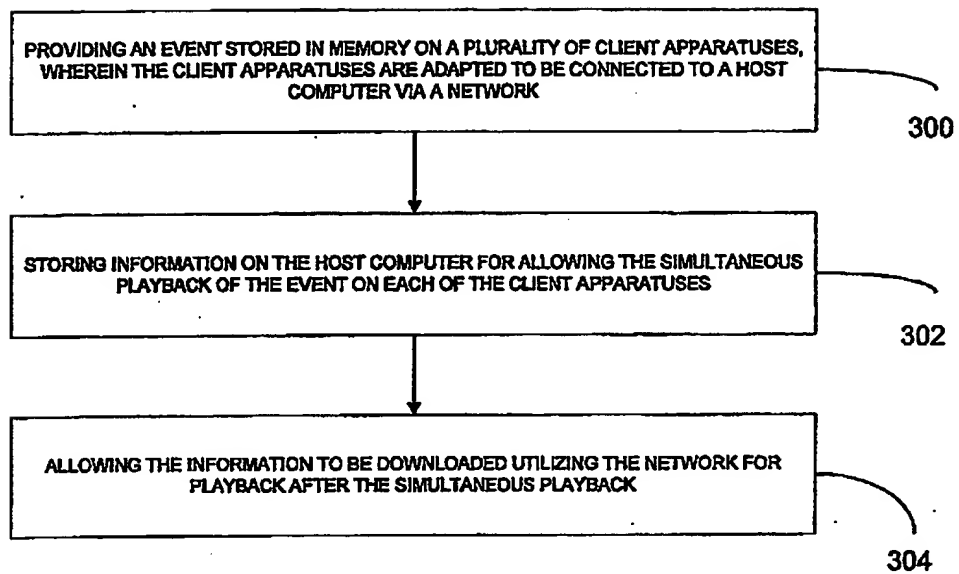 PROVIDING AN EVENT STORED IN MEMORY ON A PLURALITY OF CLIENT APPARATUSES,
WHEREIN THE CLIENT APPARATUSES ARE ADAPTED TO BE CONNECTED TO A HOST
COMPUTER VIA A NETWORK
300
STORING INFORMATION ON THE HOST COMPUTER FOR ALLOWING THE SIMULTANEOUS
PLAYBACK OF THE EVENT ON EACH OF THE CLIENT APPARATUSES
302
ALLOWING THE INFORMATION TO BE DOWNLOADED UTILIZING THE NETWORK FOR
PLAYBACK AFTER THE SIMULTANEOUS PLAYBACK
304